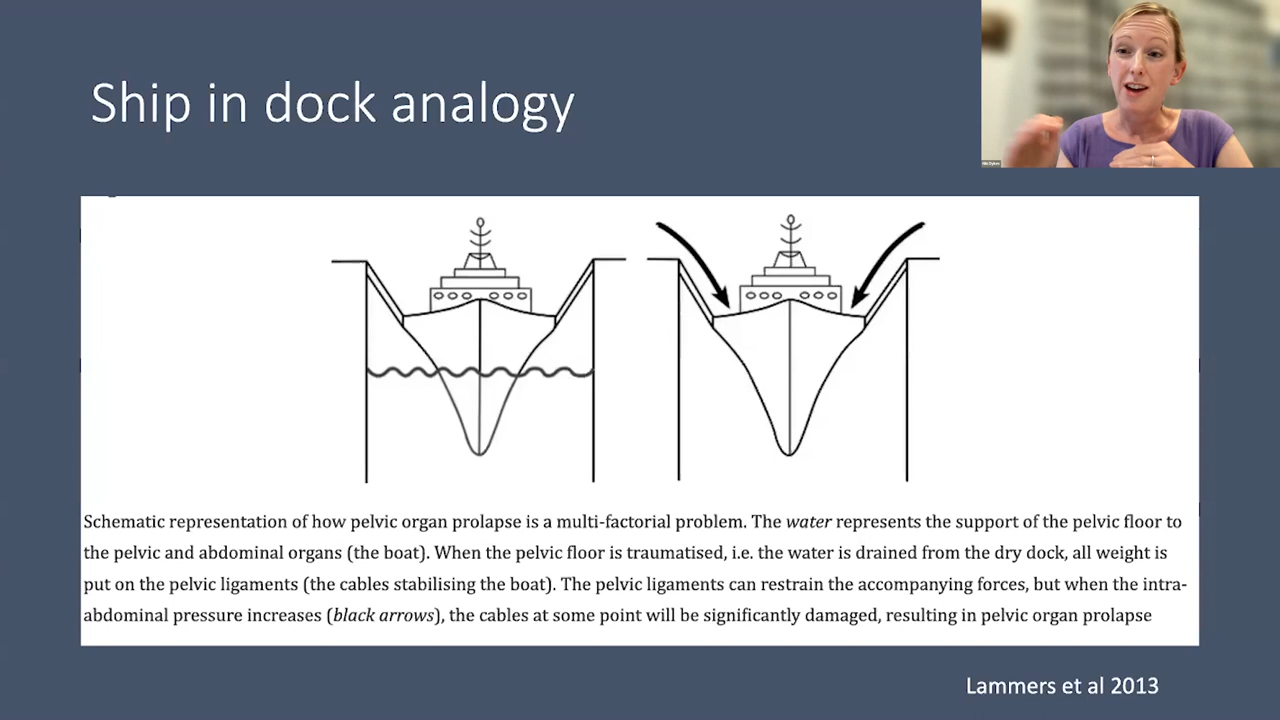 Ship in dock analogy
Schematic representation of how pelvic organ prolapse is a multi-factorial problem. The water represents the support of the pelvic floor to
the pelvic and abdominal organs (the boat). When the pelvic floor is traumatised, i.e. the water is drained from the dry dock, all weight is
put on the pelvic ligaments (the cables stabilising the boat). The pelvic ligaments can restrain the accompanying forces, but when the intra-
abdominal pressure increases (black arrows), the cables at some point will be significantly damaged, resulting in pelvic organ prolapse
Lammers et al 2013